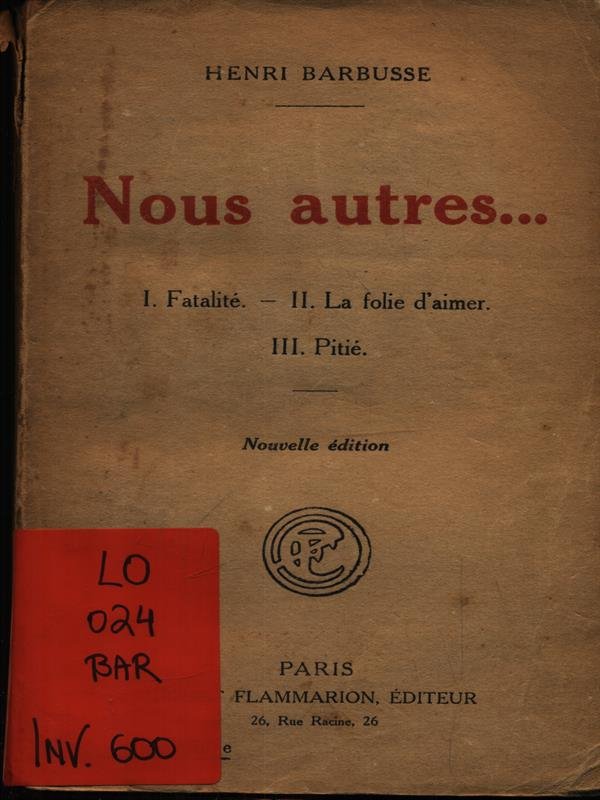 HENRI BARBUSSE
Nous autres...
I. Fatalité. — II. La folie d'aimer.
III. Pitié.
Nouvelle édition
LO
024
BAR
INV. 600
PARIS
FLAMMARION, ÉDITEUR
26, Rue Racine, 26